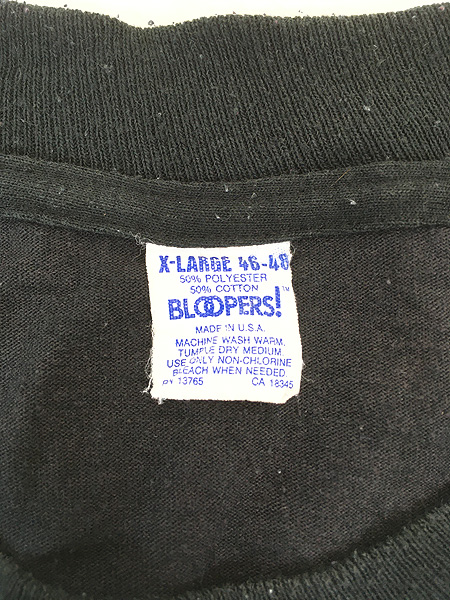 X-LARGE 46-48
50% POLYESTER
50% COTTON
BLOOPERS!™
MADE IN U.S.A.
MACHINE WASH WARM.
TUMBLE DRY MEDIUM.
USE ONLY NON-CHLORINE
BLEACH WHEN NEEDED.
13765 CA 18345